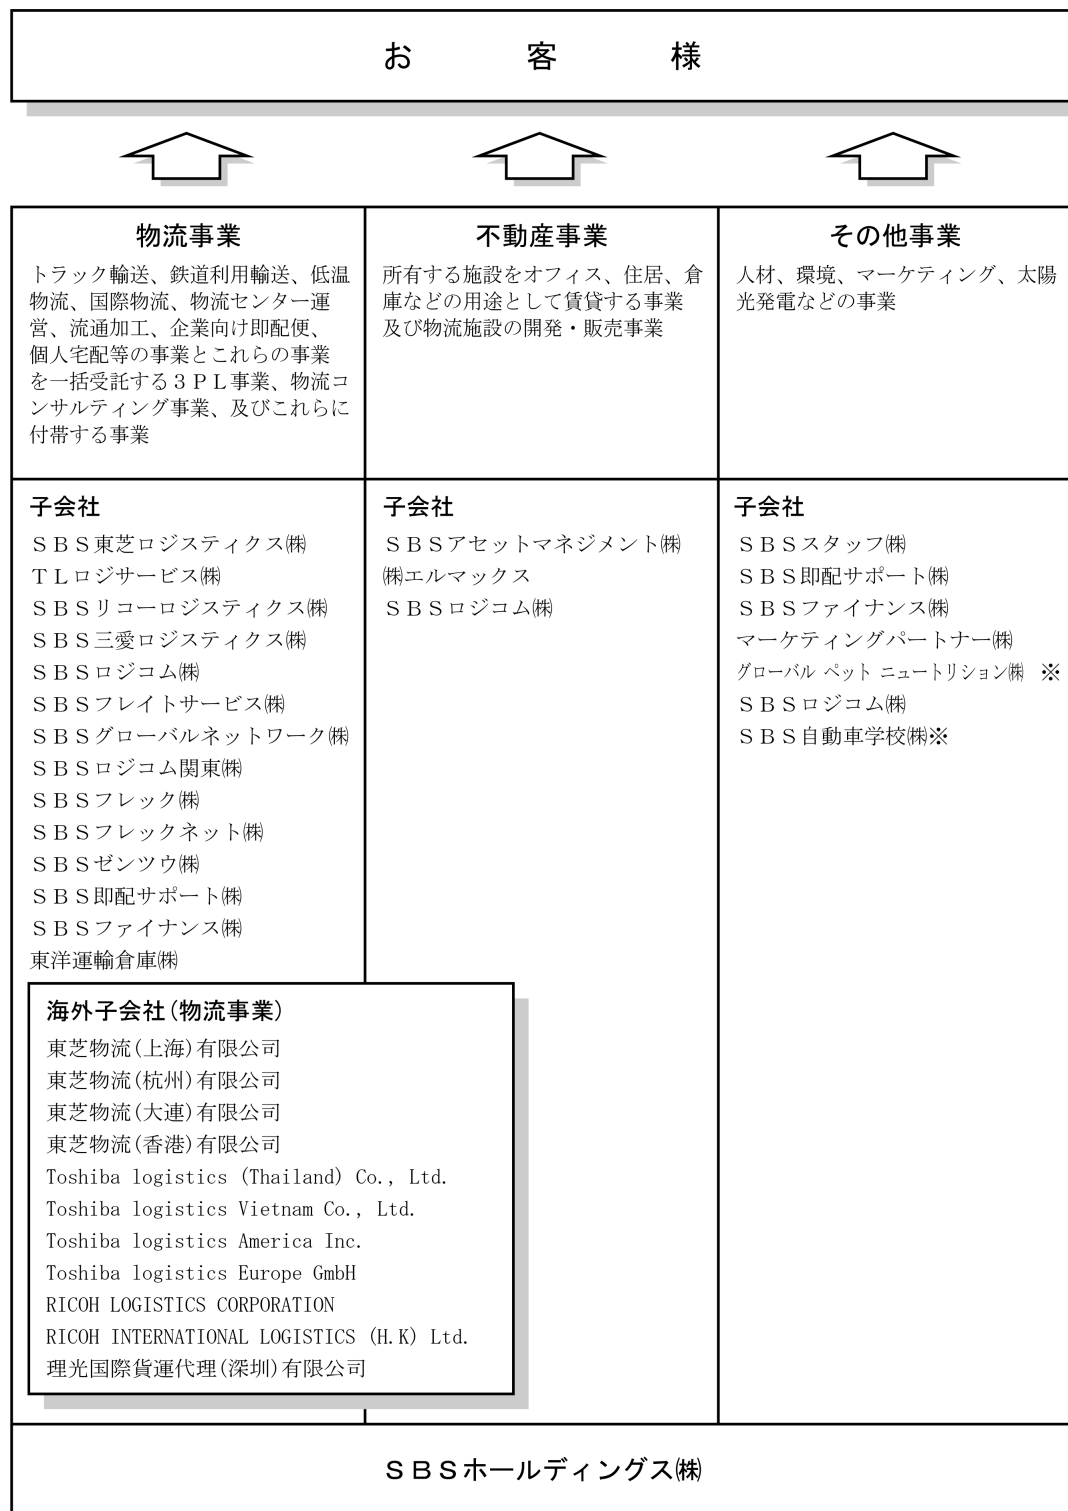 お客様
物流事業
トラック輸送、鉄道利用輸送、低温
物流、国際物流、物流センター運
営、流通加工、企業向け即配便、
個人宅配等の事業とこれらの事業
を一括受託する３ＰＬ事業、物流コ
ンサルティング事業、及びこれらに
付帯する事業
不動産事業
所有する施設をオフィス、住居、倉
庫などの用途として賃貸する事業
及び物流施設の開発・販売事業
その他事業
人材、環境、マーケティング、太陽
光発電などの事業
子会社
ＳＢＳ東芝ロジスティクス㈱
ＴＬロジサービス㈱
ＳＢＳリコーロジスティクス㈱
ＳＢＳ三愛ロジスティクス㈱
ＳＢＳロジコム㈱
ＳＢＳフレイトサービス㈱
ＳＢＳグローバルネットワーク㈱
ＳＢＳロジコム関東㈱
ＳＢＳフレック㈱
ＳＢＳフレックネット㈱
ＳＢＳゼンツウ㈱
ＳＢＳ即配サポート㈱
ＳＢＳファイナンス㈱
東洋運輸倉庫㈱
海外子会社(物流事業)
東芝物流(上海)有限公司
東芝物流(杭州)有限公司
東芝物流(大連)有限公司
東芝物流(香港)有限公司
Toshiba logistics (Thailand) Co., Ltd.
Toshiba logistics Vietnam Co., Ltd.
Toshiba logistics America Inc.
Toshiba logistics Europe GmbH
RICOH LOGISTICS CORPORATION
RICOH INTERNATIONAL LOGISTICS (H.K) Ltd.
理光国際貨運代理(深圳)有限公司
子会社
ＳＢＳアセットマネジメント㈱
㈱エルマックス
ＳＢＳロジコム㈱
子会社
ＳＢＳスタッフ㈱
ＳＢＳ即配サポート㈱
ＳＢＳファイナンス㈱
マーケティングパートナー㈱
グローバル ペット ニュートリション㈱ ※
ＳＢＳロジコム㈱
ＳＢＳ自動車学校㈱※
ＳＢＳホールディングス㈱